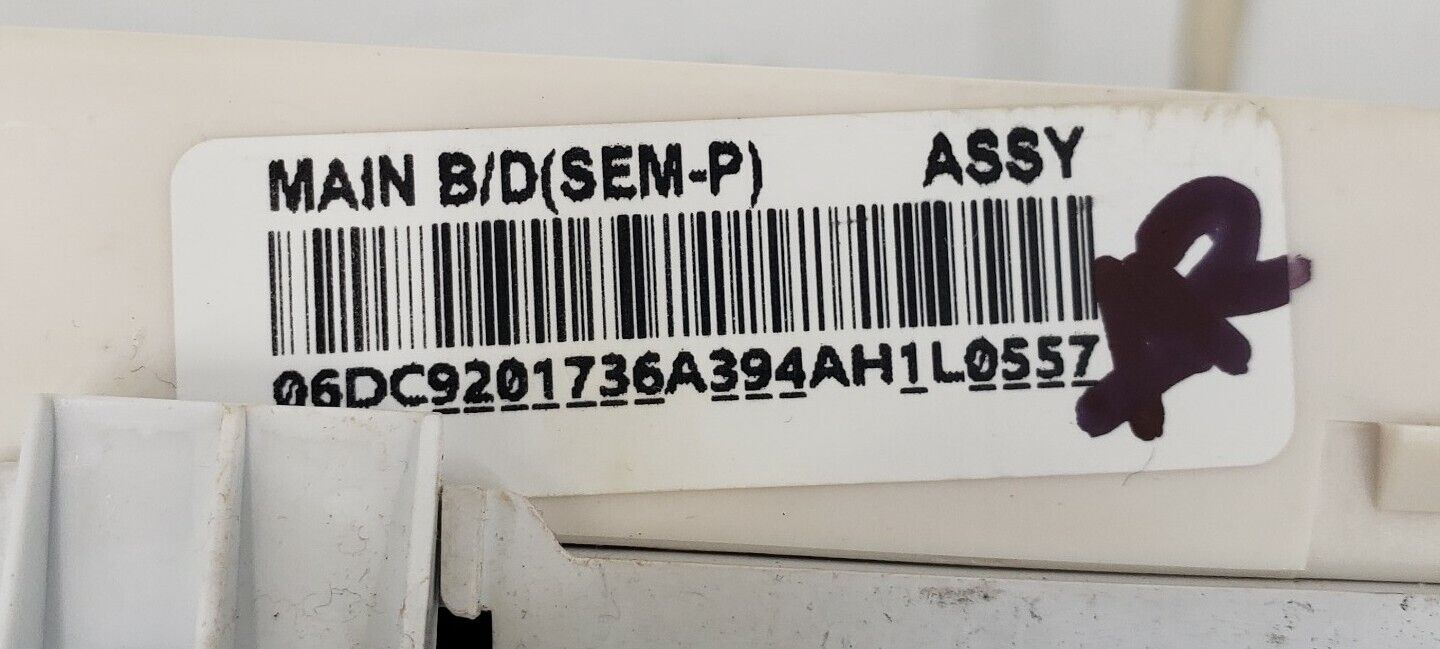 MAIN B/D(SEM-P) ASSY
06DC9201736A394AH1L0557